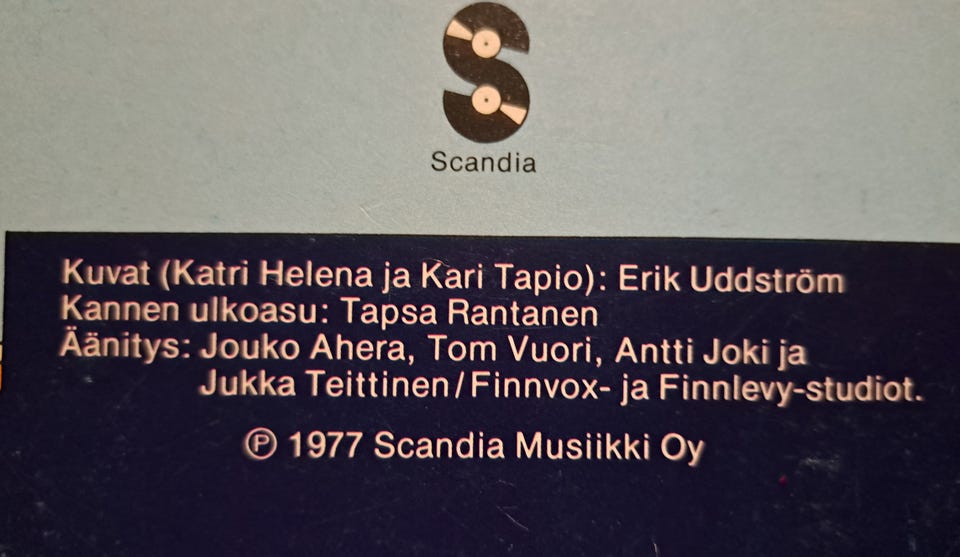 Scandia
Kuvat (Katri Helena ja Kari Tapio): Erik Uddström
Kannen ulkoasu: Tapsa Rantanen
Äänitys: Jouko Ahera, Tom Vuori, Antti Joki ja
Jukka Teittinen/Finnvox- ja Finnlevy-studiot.
Ⓟ 1977 Scandia Musiikki Oy